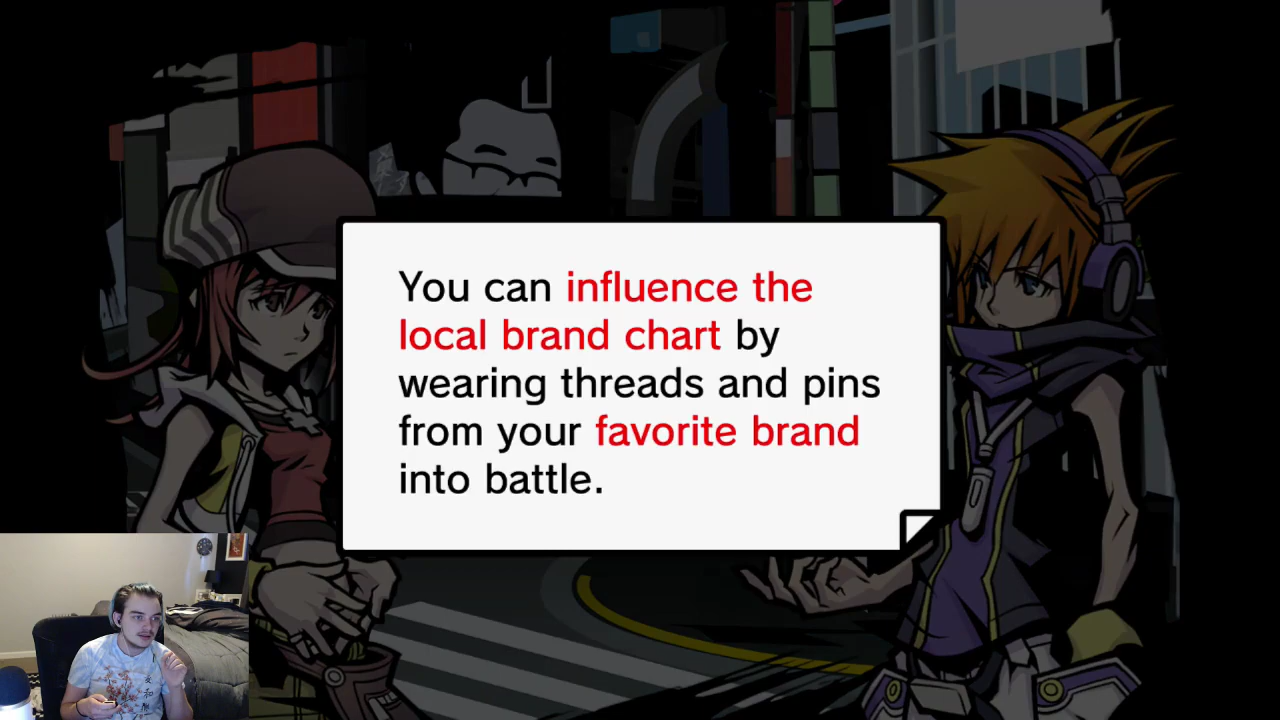 You can influence the
local brand chart by
wearing threads and pins
from your favorite brand
into battle.